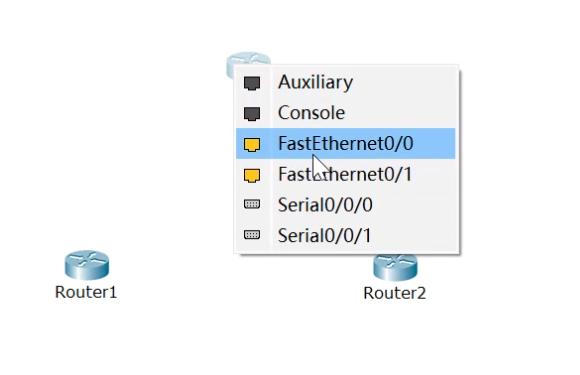 Auxiliary
Console
FastEthernet0/0
FastEthernet0/1
Serial0/0/0
Serial0/0/1
Router1
Router2